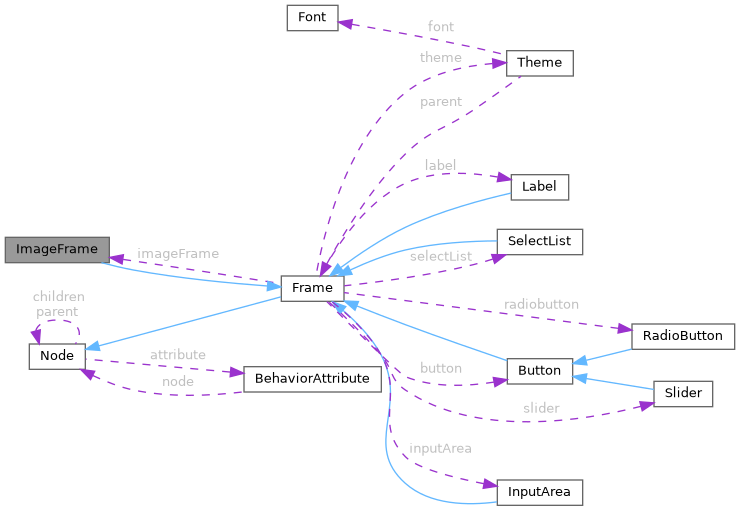 Font
font
theme
Theme
parent
label
Label
ImageFrame
imageFrame
selectList
SelectList
Frame
children
parent
radiobutton
RadioButton
Node
attribute
node
BehaviorAttribute
button
Button
slider
Slider
inputArea
InputArea